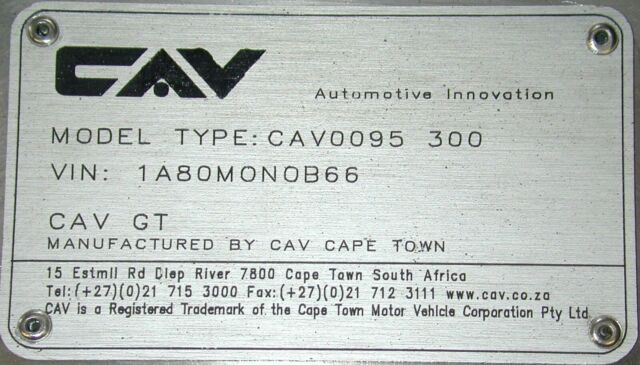 CAV
Automotive Innovation
MODEL TYPE: CAV0095 300
VIN: 1A80M0N0B66
CAV GT
MANUFACTURED BY CAV CAPE TOWN
15 Estmil Rd Diep River 7800 Cape Town South Africa
Tel:(+27)(0)21 715 3000 Fax:(+27)(0)21 712 3111 www.cav.co.za
CAV is a Registered Trademark of the Cape Town Motor Vehicle Corporation Pty Ltd